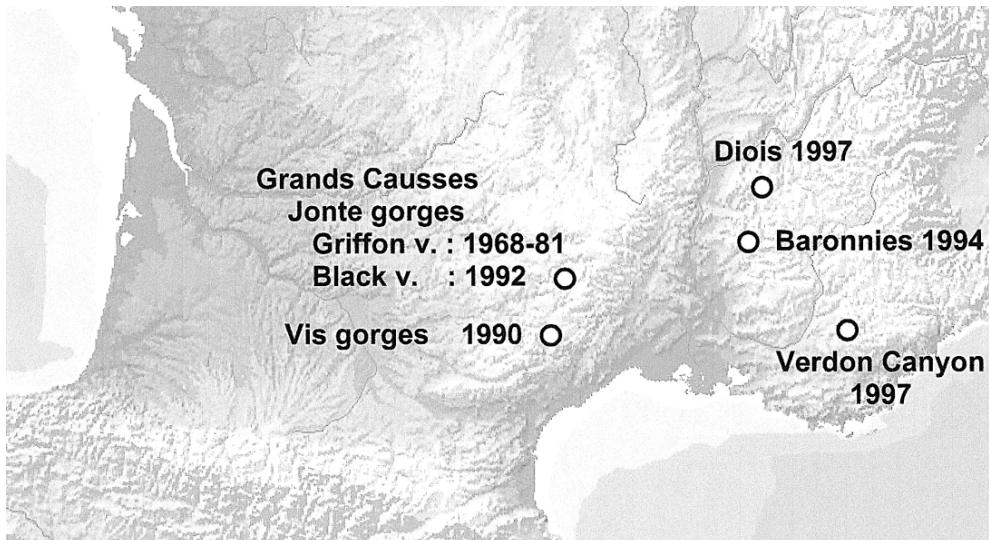 Diois 1997
Grands Causses
Jonte gorges
Griffon v. : 1968-81
Baronnies 1994
Black v. : 1992
Vis gorges 1990
Verdon Canyon
1997